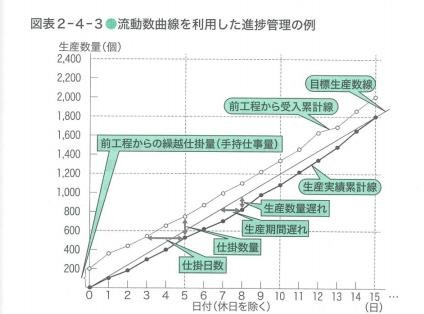 図表2-4-3●流動数曲線を利用した進捗管理の例
生産数量(個)
2,400
2,200
2,000
1,800
1,600
1,400
1,200
1,000
800
600
400
200
0
目標生産数線
前工程から受入累計線
前工程からの繰越仕掛量(手持仕事量)
生産実績累計線
生産数量遅れ
生産期間遅れ
仕掛数量
仕掛日数
0 1 2 3 4 5 6 7 8 9 10 11 12 13 14 15 …
日付(休日を除く)
(日)